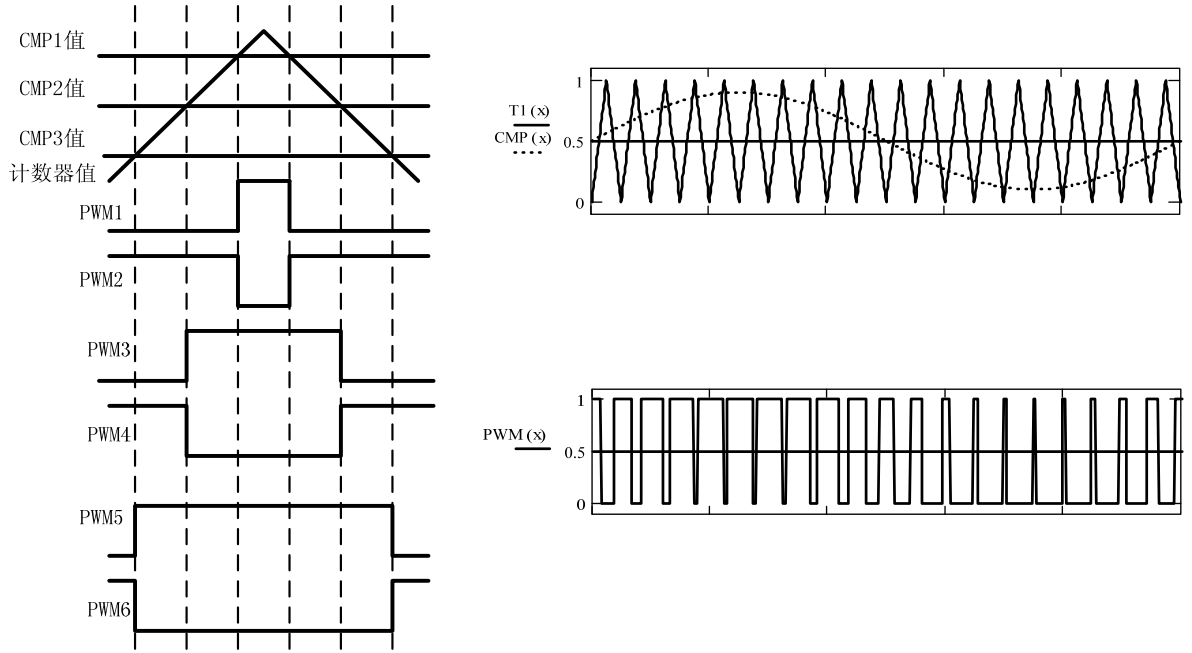 CMP1值
CMP2值
CMP3值
计数器值
PWM1
PWM2
PWM3
PWM4
PWM5
PWM6
1
T1(x)
CMP(x)
0.5
0
1
PWM(x)
0.5
0